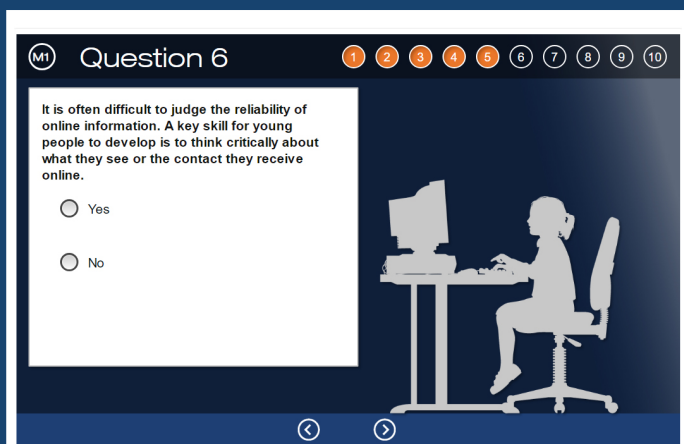 M1 Question 6 1 2 3 4 5 6 7 8 9 10
It is often difficult to judge the reliability of
online information. A key skill for young
people to develop is to think critically about
what they see or the contact they receive
online.
Yes
No